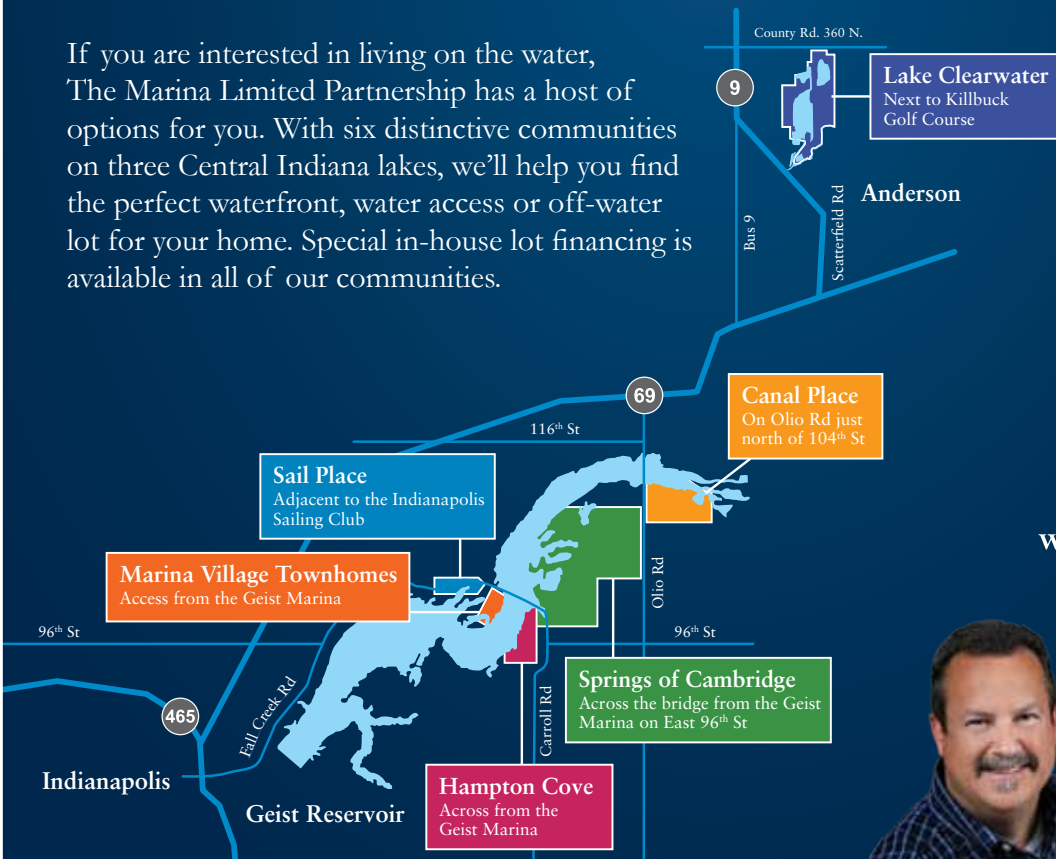 If you are interested in living on the water,
The Marina Limited Partnership has a host of
options for you. With six distinctive communities
on three Central Indiana lakes, we’ll help you find
the perfect waterfront, water access or off-water
lot for your home. Special in-house lot financing is
available in all of our communities.
County Rd. 360 N.
9
Lake Clearwater
Next to Killbuck
Golf Course
Anderson
Bus 9
Scatterfield Rd
69
116th St
Canal Place
On Olio Rd just
north of 104th St
Sail Place
Adjacent to the Indianapolis
Sailing Club
Marina Village Townhomes
Access from the Geist Marina
Olio Rd
96th St
96th St
Springs of Cambridge
Across the bridge from the Geist
Marina on East 96th St
465
Fall Creek Rd
Carroll Rd
Indianapolis
Geist Reservoir
Hampton Cove
Across from the
Geist Marina